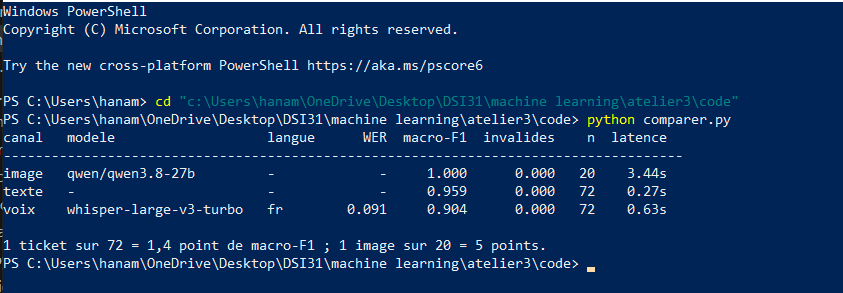 Windows PowerShell
Copyright (C) Microsoft Corporation. All rights reserved.
Try the new cross-platform PowerShell https://aka.ms/pscore6
PS C:\Users\hanam> cd "c:\Users\hanam\OneDrive\Desktop\DSI31\machine learning\atelier3\code"
PS C:\Users\hanam\OneDrive\Desktop\DSI31\machine learning\atelier3\code> python comparer.py
canal modele langue WER macro-F1 invalides n latence
--------------------------------------------------------------------------------------
image qwen/qwen3.8-27b - - 1.000 0.000 20 3.44s
texte - - - 0.959 0.000 72 0.27s
voix whisper-large-v3-turbo fr 0.091 0.904 0.000 72 0.63s
1 ticket sur 72 = 1,4 point de macro-F1 ; 1 image sur 20 = 5 points.
PS C:\Users\hanam\OneDrive\Desktop\DSI31\machine learning\atelier3\code>